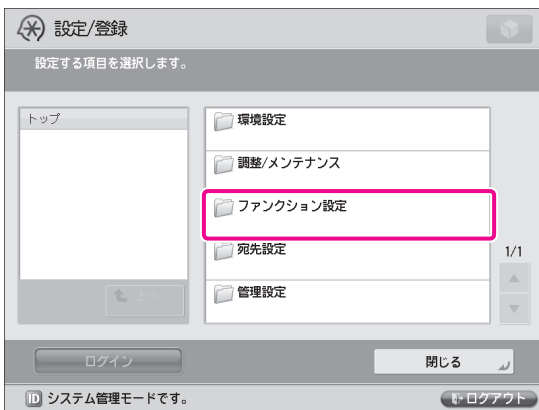 設定/登録
設定する項目を選択します。
トップ
環境設定
調整/メンテナンス
ファンクション設定
宛先設定
1/1
管理設定
上へ
ログイン
閉じる
ID システム管理モードです。
ログアウト